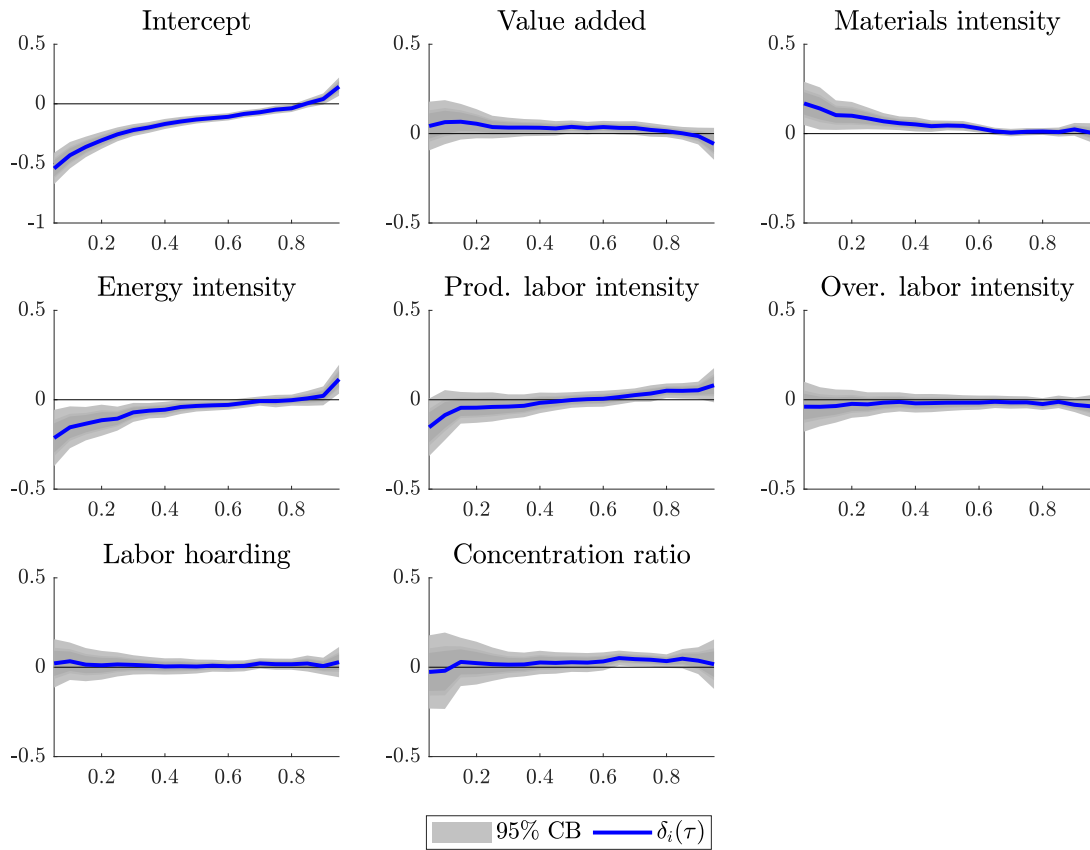 Intercept Value added Materials intensity
0.5 0.5 0.5
0 0 0
-0.5
-1 -0.5 -0.5
0.2 0.4 0.6 0.8 0.2 0.4 0.6 0.8 0.2 0.4 0.6 0.8
Energy intensity Prod. labor intensity Over. labor intensity
0.5 0.5 0.5
0 0 0
-0.5 -0.5 -0.5
0.2 0.4 0.6 0.8 0.2 0.4 0.6 0.8 0.2 0.4 0.6 0.8
Labor hoarding Concentration ratio
0.5 0.5
0 0
-0.5 -0.5
0.2 0.4 0.6 0.8 0.2 0.4 0.6 0.8
95% CB δi(τ)